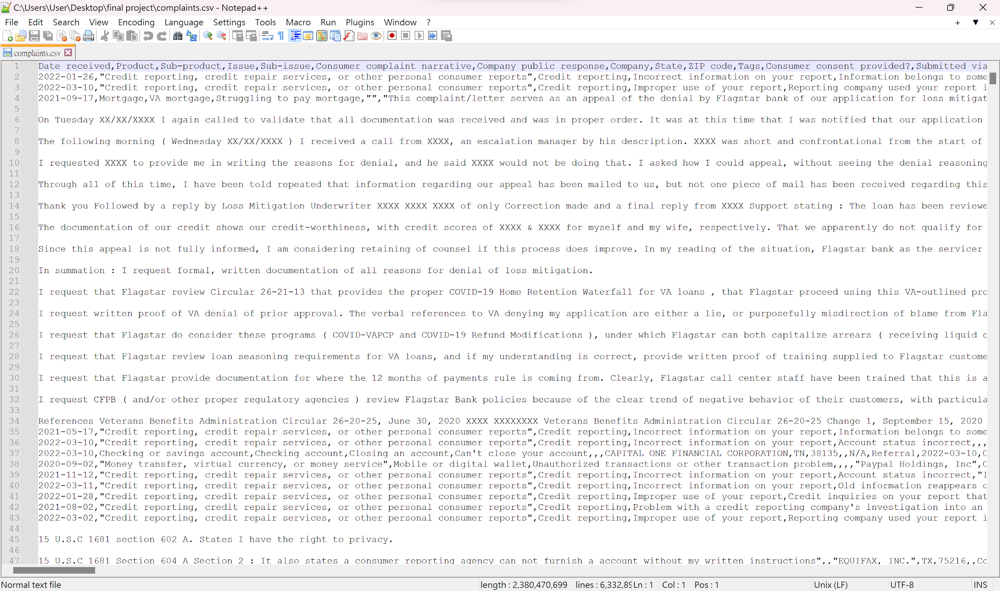 C:\Users\User\Desktop\final project\complaints.csv - Notepad++
File Edit Search View Encoding Language Settings Tools Macro Run Plugins Window ?
complaints.csv
1 Date received,Product,Sub-product,Issue,Sub-issue,Consumer complaint narrative,Company public response,Company,State,ZIP code,Tags,Consumer consent provided?,Submitted via
2 2022-01-26,"Credit reporting, credit repair services, or other personal consumer reports",Credit reporting,Incorrect information on your report,Information belongs to some
3 2022-03-10,"Credit reporting, credit repair services, or other personal consumer reports",Credit reporting,Improper use of your report,Reporting company used your report i
4 2021-09-17,Mortgage,VA mortgage,Struggling to pay mortgage,"","This complaint/letter serves as an appeal of the denial by Flagstar bank of our application for loss mitigat
5
6 On Tuesday XX/XX/XXXX I again called to validate that all documentation was received and was in proper order. It was at this time that I was notified that our application
7
8 The following morning ( Wednesday XX/XX/XXXX ) I received a call from XXXX, an escalation manager by his description. XXXX was short and confrontational from the start of
9
10 I requested XXXX to provide me in writing the reasons for denial, and he said XXXX would not be doing that. I asked how I could appeal, without seeing the denial reasoning
11
12 Through all of this time, I have been told repeated that information regarding our appeal has been mailed to us, but not one piece of mail has been received regarding this
13
14 Thank you Followed by a reply by Loss Mitigation Underwriter XXXX XXXX XXXX of only Correction made and a final reply from XXXX Support stating : The loan has been reviewe
15
16 The documentation of our credit shows our credit-worthiness, with credit scores of XXXX & XXXX for myself and my wife, respectively. That we apparently do not qualify for
17
18 Since this appeal is not fully informed, I am considering retaining of counsel if this process does improve. In my reading of the situation, Flagstar bank as the servicer
19
20 In summation : I request formal, written documentation of all reasons for denial of loss mitigation.
21
22 I request that Flagstar review Circular 26-21-13 that provides the proper COVID-19 Home Retention Waterfall for VA loans , that Flagstar proceed using this VA-outlined pro
23
24 I request written proof of VA denial of prior approval. The verbal references to VA denying my application are either a lie, or purposefully misdirection of blame from Fla
25
26 I request that Flagstar do consider these programs ( COVID-VAPCP and COVID-19 Refund Modifications ), under which Flagstar can both capitalize arrears ( receiving liquid c
27
28 I request that Flagstar review loan seasoning requirements for VA loans, and if my understanding is correct, provide written proof of training supplied to Flagstar custome
29
30 I request that Flagstar provide documentation for where the 12 months of payments rule is coming from. Clearly, Flagstar call center staff have been trained that this is a
31
32 I request CFPB ( and/or other proper regulatory agencies ) review Flagstar Bank policies because of the clear trend of negative behavior of their customers, with particula
33
34 References Veterans Benefits Administration Circular 26-20-25, June 30, 2020 XXXX XXXXXXXX Veterans Benefits Administration Circular 26-20-25 Change 1, September 15, 2020
35 2021-05-17,"Credit reporting, credit repair services, or other personal consumer reports",Credit reporting,Incorrect information on your report,Information belongs to some
36 2022-03-10,"Credit reporting, credit repair services, or other personal consumer reports",Credit reporting,Incorrect information on your report,Account status incorrect,,,
37 2022-03-10,Checking or savings account,Checking account,Closing an account,Can't close your account,,,CAPITAL ONE FINANCIAL CORPORATION,TN,38135,,N/A,Referral,2022-03-10,C
38 2020-09-02,"Money transfer, virtual currency, or money service",Mobile or digital wallet,Unauthorized transactions or other transaction problem,,,,"Paypal Holdings, Inc",C
39 2021-11-12,"Credit reporting, credit repair services, or other personal consumer reports",Credit reporting,Incorrect information on your report,Account status incorrect,"I
40 2022-03-11,"Credit reporting, credit repair services, or other personal consumer reports",Credit reporting,Incorrect information on your report,Old information reappears o
41 2022-01-28,"Credit reporting, credit repair services, or other personal consumer reports",Credit reporting,Improper use of your report,Credit inquiries on your report that
42 2021-08-02,"Credit reporting, credit repair services, or other personal consumer reports",Credit reporting,Problem with a credit reporting company's investigation into an
43 2022-03-02,"Credit reporting, credit repair services, or other personal consumer reports",Credit reporting,Improper use of your report,Reporting company used your report i
44
45 15 U.S.C 1681 section 602 A. States I have the right to privacy.
46
47 15 U.S.C 1681 Section 604 A Section 2 : It also states a consumer reporting agency can not furnish a account without my written instructions",,"EQUIFAX, INC.",TX,75216,,Co
Normal text file length : 2,380,470,699 lines : 6,332,89 Ln : 1 Col : 1 Pos : 1 Unix (LF) UTF-8 INS